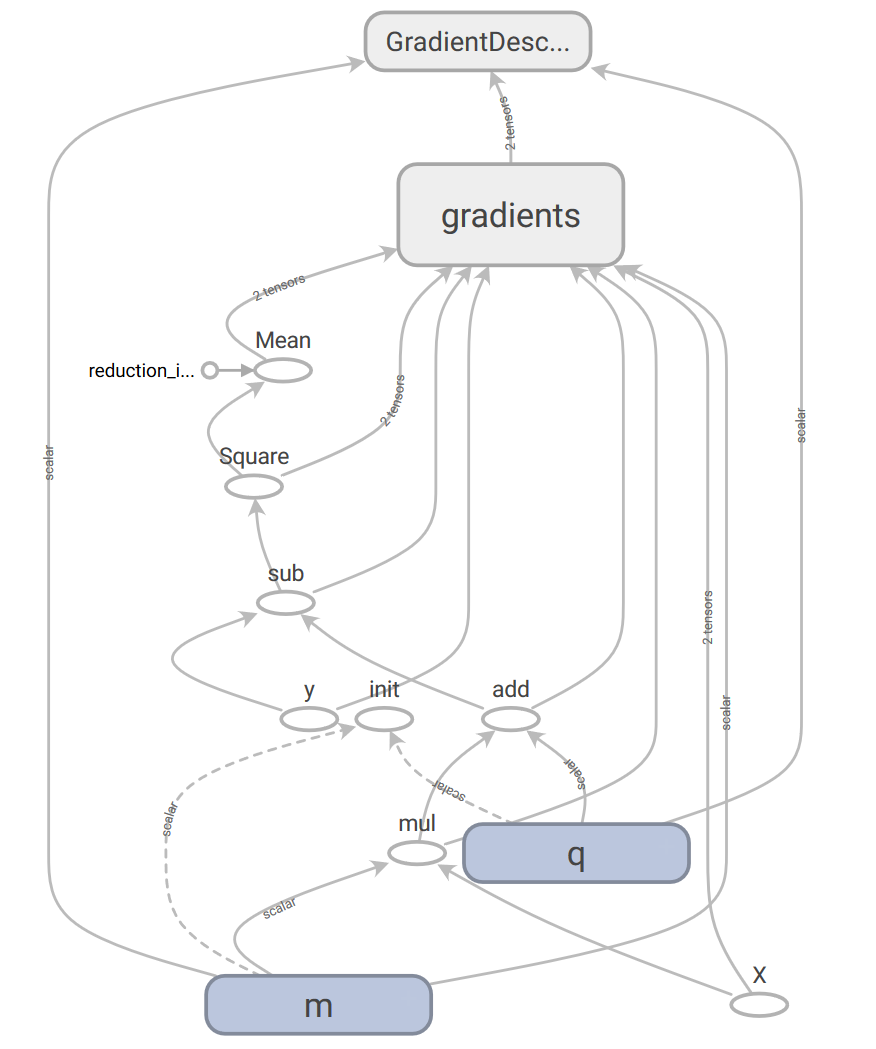 GradientDesc...
2 tensors
gradients
2 tensors
Mean
reduction_i...
2 tensors
scalar
scalar
Square
sub
2 tensors
y
init
add
scalar
scalar
scalar
scalar
mul
q
scalar
X
m